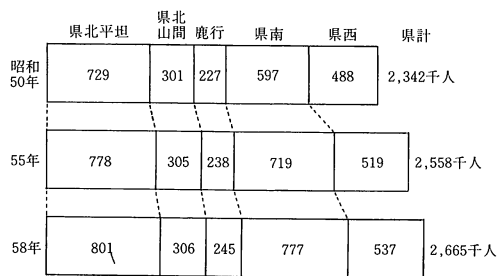 県北平坦 県北山間 鹿行 県南 県西 県計
昭和50年 729 301 227 597 488 2,342千人
55年 778 305 238 719 519 2,558千人
58年 801 306 245 777 537 2,665千人